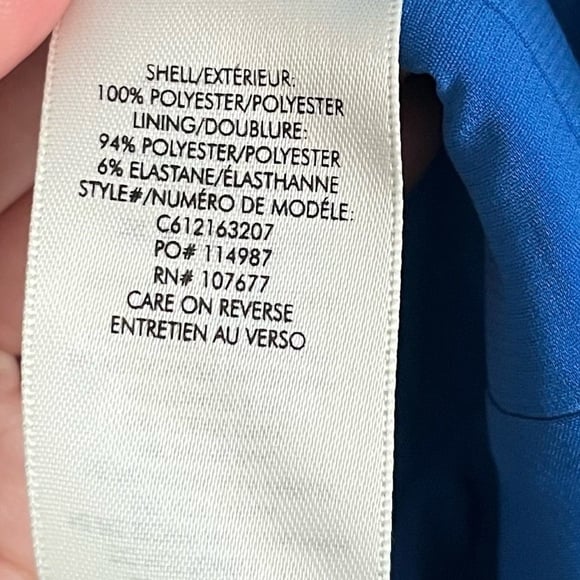 SHELL/EXTÉRIEUR:
100% POLYESTER/POLYESTER
LINING/DOUBLURE:
94% POLYESTER/POLYESTER
6% ELASTANE/ÉLASTHANNE
STYLE#/NUMÉRO DE MODÉLE:
C612163207
PO# 114987
RN# 107677
CARE ON REVERSE
ENTRETIEN AU VERSO